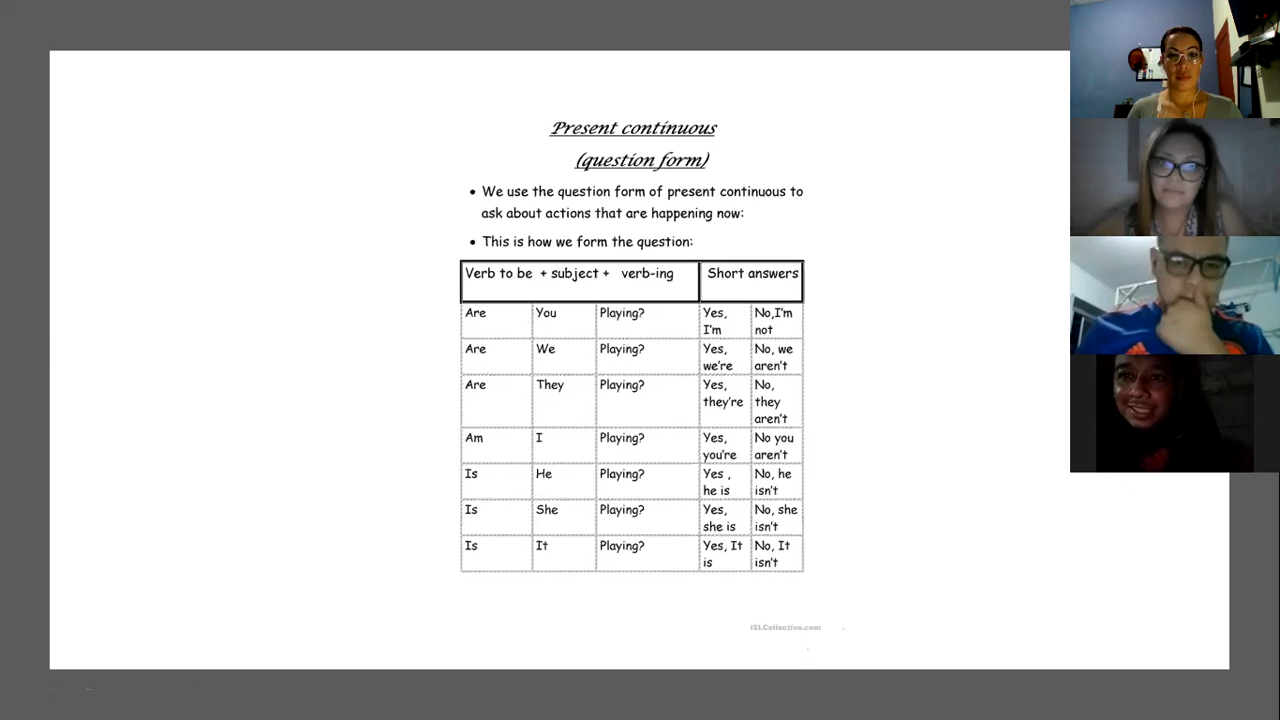 Present continuous
(question form)
• We use the question form of present continuous to
ask about actions that are happening now:
• This is how we form the question:
Verb to be + subject + verb-ing Short answers
Are You Playing? Yes, I'm No,I'm not
Are We Playing? Yes, we're No, we aren't
Are They Playing? Yes, they're No, they aren't
Am I Playing? Yes, you're No you aren't
Is He Playing? Yes , he is No, he isn't
Is She Playing? Yes, she is No, she isn't
Is It Playing? Yes, It is No, It isn't
iSLCollective.com